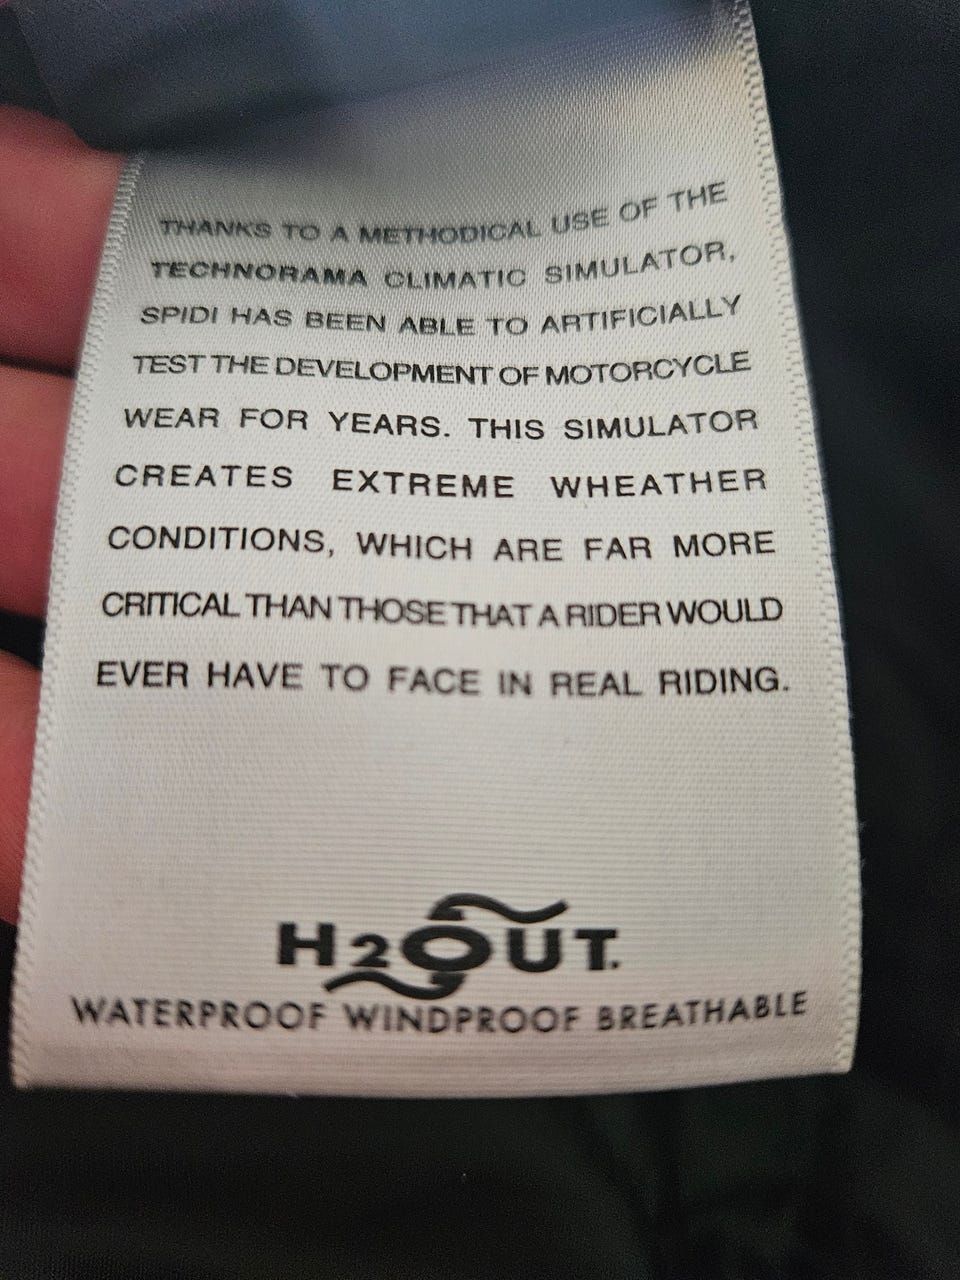 THANKS TO A METHODICAL USE OF THE
TECHNORAMA CLIMATIC SIMULATOR,
SPIDI HAS BEEN ABLE TO ARTIFICIALLY
TEST THE DEVELOPMENT OF MOTORCYCLE
WEAR FOR YEARS. THIS SIMULATOR
CREATES EXTREME WHEATHER
CONDITIONS, WHICH ARE FAR MORE
CRITICAL THAN THOSE THAT A RIDER WOULD
EVER HAVE TO FACE IN REAL RIDING.
H2OUT.
WATERPROOF WINDPROOF BREATHABLE